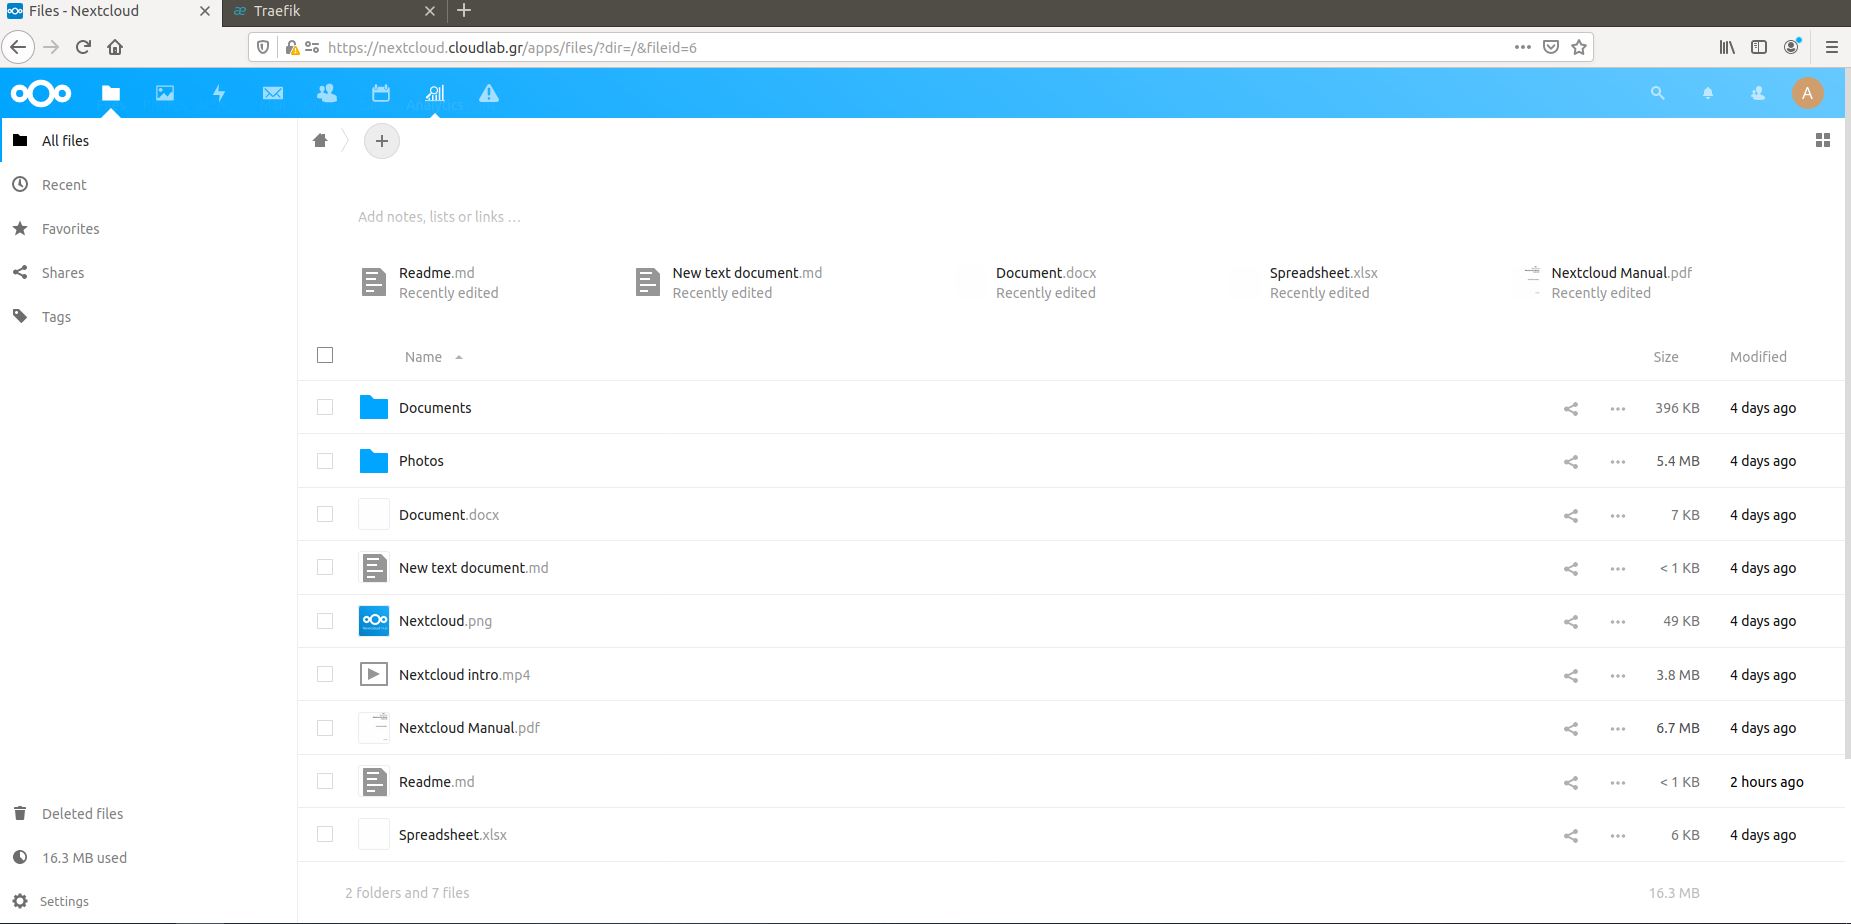 Files - Nextcloud
Traefik
https://nextcloud.cloudlab.gr/apps/files/?dir=/&fileid=6
Analytics
A
All files
Recent
Favorites
Shares
Tags
Deleted files
16.3 MB used
Settings
Add notes, lists or links ...
Readme.md
Recently edited
New text document.md
Recently edited
Document.docx
Recently edited
Spreadsheet.xlsx
Recently edited
Nextcloud Manual.pdf
Recently edited
Name Size Modified
Documents 396 KB 4 days ago
Photos 5.4 MB 4 days ago
Document.docx 7 KB 4 days ago
New text document.md < 1 KB 4 days ago
Nextcloud.png 49 KB 4 days ago
Nextcloud intro.mp4 3.8 MB 4 days ago
Nextcloud Manual.pdf 6.7 MB 4 days ago
Readme.md < 1 KB 2 hours ago
Spreadsheet.xlsx 6 KB 4 days ago
2 folders and 7 files 16.3 MB